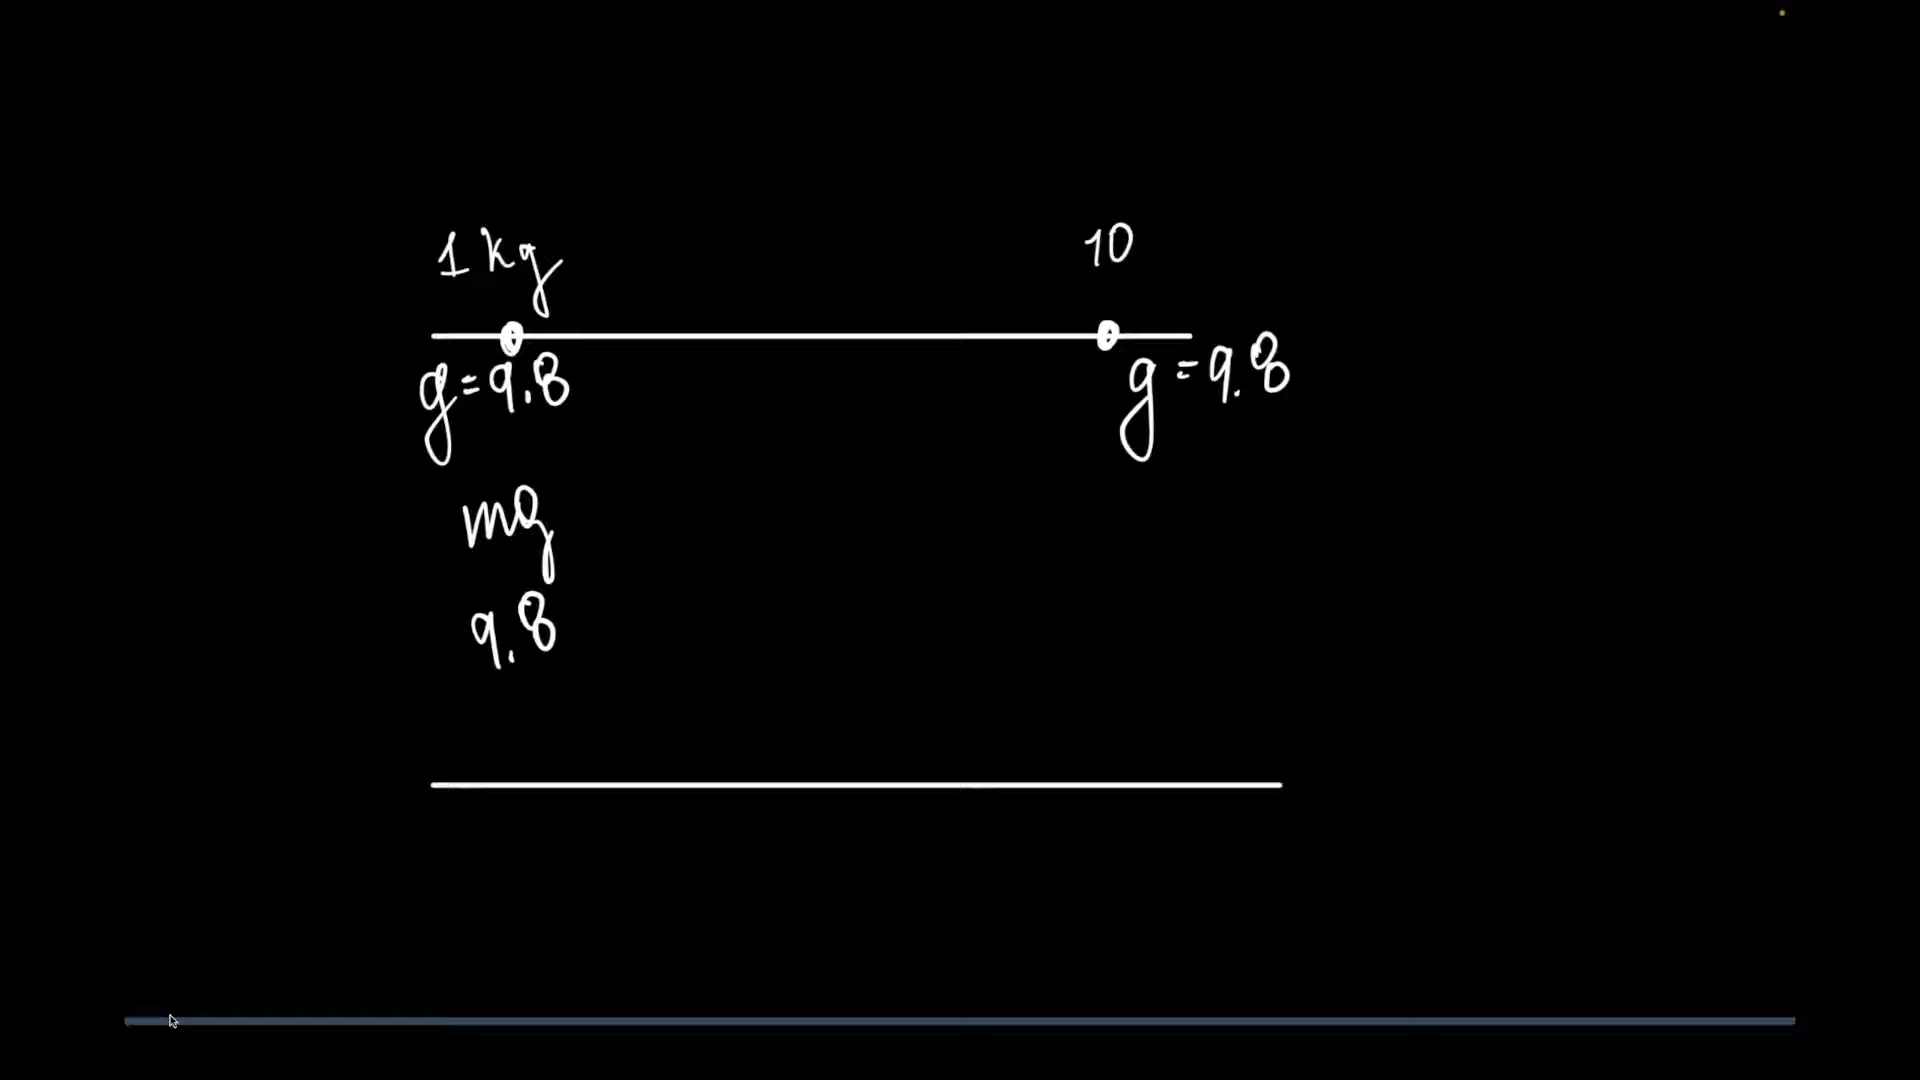 1 kg
10
g = 9.8
g = 9.8
mg
9.8